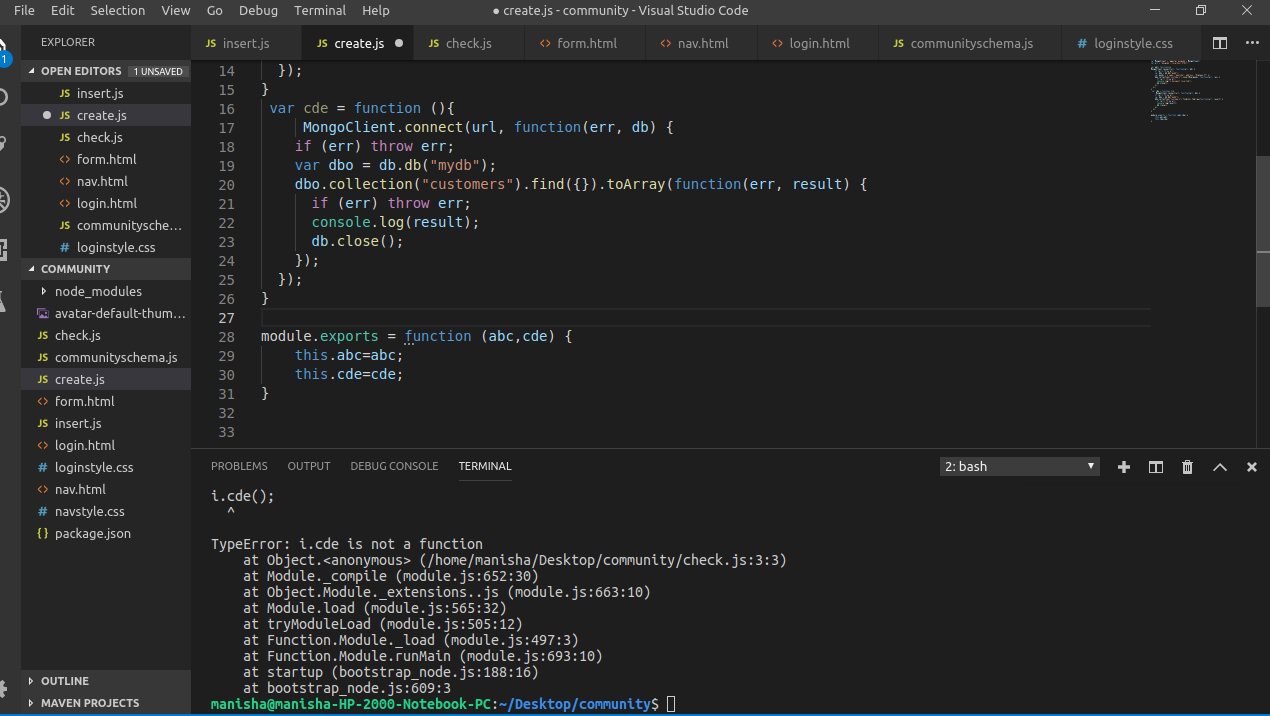 File Edit Selection View Go Debug Terminal Help
● create.js - community - Visual Studio Code
EXPLORER
OPEN EDITORS 1 UNSAVED
insert.js
create.js
check.js
form.html
nav.html
login.html
communitysche...
loginstyle.css
COMMUNITY
node_modules
avatar-default-thum...
check.js
communityschema.js
create.js
form.html
insert.js
login.html
loginstyle.css
nav.html
navstyle.css
package.json
OUTLINE
MAVEN PROJECTS
insert.js create.js check.js form.html nav.html login.html communityschema.js loginstyle.css
14 });
15 }
16 var cde = function (){
17 MongoClient.connect(url, function(err, db) {
18 if (err) throw err;
19 var dbo = db.db("mydb");
20 dbo.collection("customers").find({}).toArray(function(err, result) {
21 if (err) throw err;
22 console.log(result);
23 db.close();
24 });
25 });
26 }
27
28 module.exports = function (abc,cde) {
29 this.abc=abc;
30 this.cde=cde;
31 }
32
33
PROBLEMS OUTPUT DEBUG CONSOLE TERMINAL 2: bash
i.cde();
^
TypeError: i.cde is not a function
at Object.<anonymous> (/home/manisha/Desktop/community/check.js:3:3)
at Module._compile (module.js:652:30)
at Object.Module._extensions..js (module.js:663:10)
at Module.load (module.js:565:32)
at tryModuleLoad (module.js:505:12)
at Function.Module._load (module.js:497:3)
at Function.Module.runMain (module.js:693:10)
at startup (bootstrap_node.js:188:16)
at bootstrap_node.js:609:3
manisha@manisha-HP-2000-Notebook-PC:~/Desktop/community$